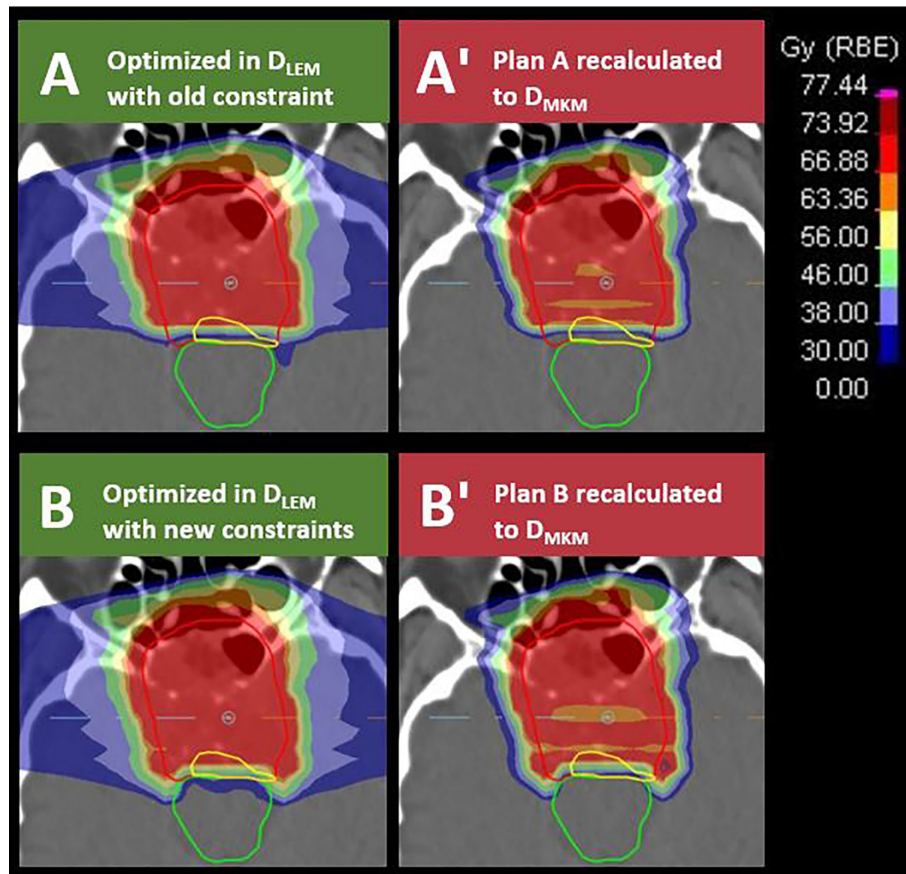 A Optimized in DLEM
with old constraint
A' Plan A recalculated
to DMKM
Gy (RBE)
77.44
73.92
66.88
63.36
56.00
46.00
38.00
30.00
0.00
B Optimized in DLEM
with new constraints
B' Plan B recalculated
to DMKM